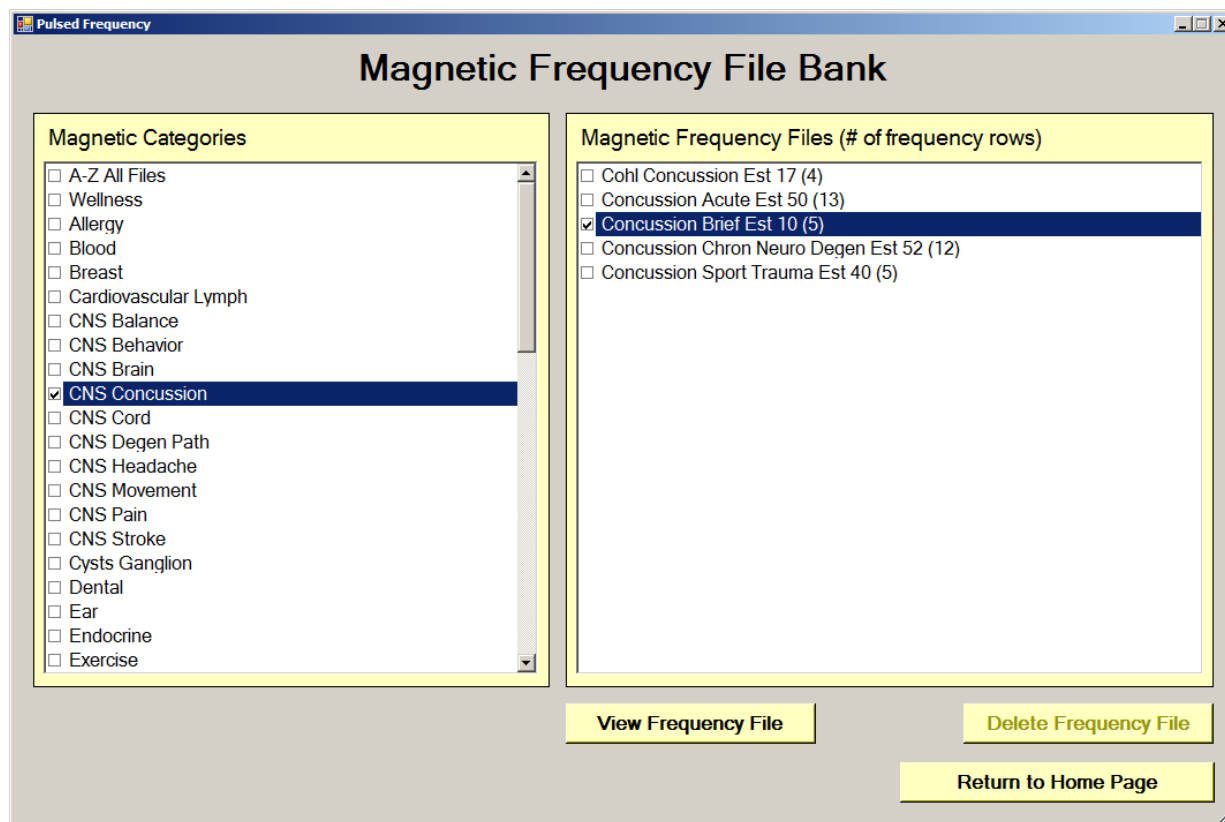 Pulsed Frequency
Magnetic Frequency File Bank
Magnetic Categories
A-Z All Files
Wellness
Allergy
Blood
Breast
Cardiovascular Lymph
CNS Balance
CNS Behavior
CNS Brain
CNS Concussion
CNS Cord
CNS Degen Path
CNS Headache
CNS Movement
CNS Pain
CNS Stroke
Cysts Ganglion
Dental
Ear
Endocrine
Exercise
Magnetic Frequency Files (# of frequency rows)
Cohl Concussion Est 17 (4)
Concussion Acute Est 50 (13)
Concussion Brief Est 10 (5)
Concussion Chron Neuro Degen Est 52 (12)
Concussion Sport Trauma Est 40 (5)
View Frequency File
Delete Frequency File
Return to Home Page